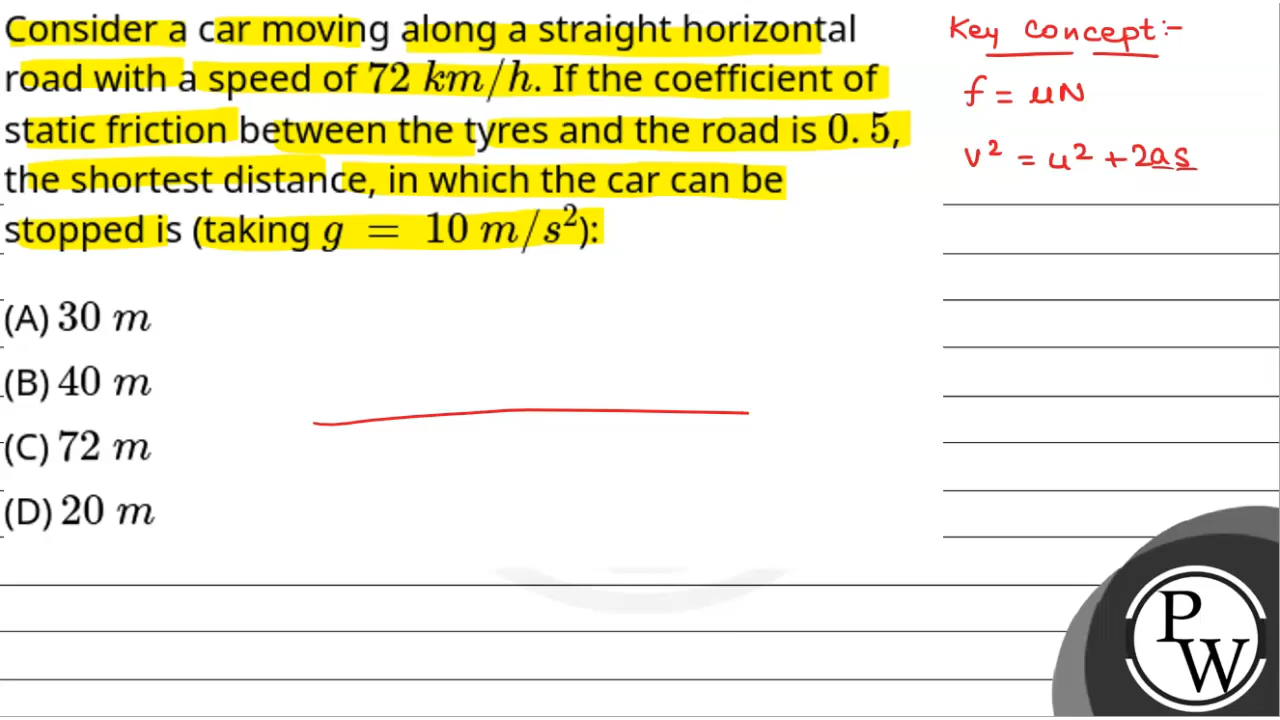 Consider a car moving along a straight horizontal
road with a speed of 72 km/h. If the coefficient of
static friction between the tyres and the road is 0.5,
the shortest distance, in which the car can be
stopped is (taking g = 10 m/s²):
(A) 30 m
(B) 40 m
(C) 72 m
(D) 20 m
Key Concept:-
f = μN
v² = u² + 2as
P
W